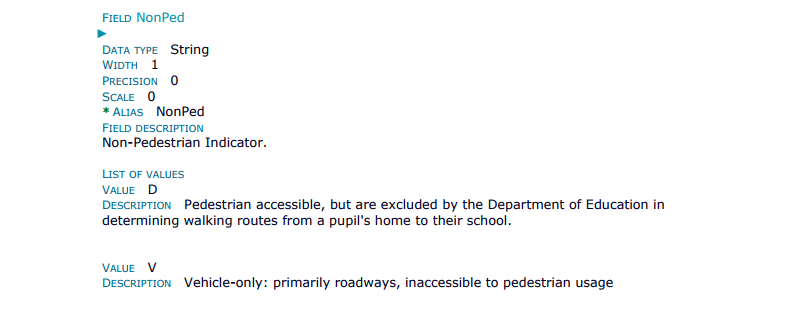 FIELD NonPed
►
DATA TYPE String
WIDTH 1
PRECISION 0
SCALE 0
* ALIAS NonPed
FIELD DESCRIPTION
Non-Pedestrian Indicator.
LIST OF VALUES
VALUE D
DESCRIPTION Pedestrian accessible, but are excluded by the Department of Education in
determining walking routes from a pupil's home to their school.
VALUE V
DESCRIPTION Vehicle-only: primarily roadways, inaccessible to pedestrian usage